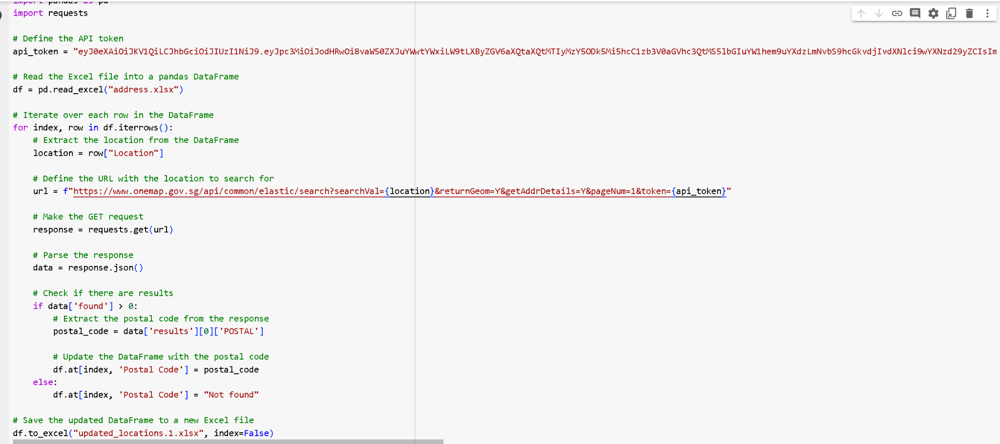 import pandas as pd
import requests
# Define the API token
api_token = "eyJ0eXAiOiJKV1QiLCJhbGciOiJIUzI1NiJ9.eyJpc3MiOiJodHRwOi8vaW50ZXJuYWwtYWxiLW9tLXByZGV6aXQtaXQtMTIyMzY5ODk5Mi5hcC1zb3V0aGVhc3QtMS5lbGIuYW1hem9uYXdzLmNvbS9hcGkvdjIvdXNlci9wYXNzd29yZCIsIm
# Read the Excel file into a pandas DataFrame
df = pd.read_excel("address.xlsx")
# Iterate over each row in the DataFrame
for index, row in df.iterrows():
    # Extract the location from the DataFrame
    location = row["Location"]
    # Define the URL with the location to search for
    url = f"https://www.onemap.gov.sg/api/common/elastic/search?searchVal={location}&returnGeom=Y&getAddrDetails=Y&pageNum=1&token={api_token}"
    # Make the GET request
    response = requests.get(url)
    # Parse the response
    data = response.json()
    # Check if there are results
    if data['found'] > 0:
        # Extract the postal code from the response
        postal_code = data['results'][0]['POSTAL']
        # Update the DataFrame with the postal code
        df.at[index, 'Postal Code'] = postal_code
    else:
        df.at[index, 'Postal Code'] = "Not found"
# Save the updated DataFrame to a new Excel file
df.to_excel("updated_locations.1.xlsx", index=False)